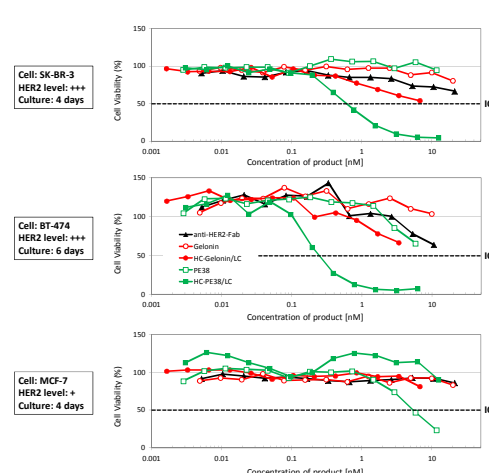 150
100
50
0
Cell Viability (%)
Cell: SK-BR-3
HER2 level: +++
Culture: 4 days
0.001 0.01 0.1 1 10
Concentration of product [nM]
150
100
50
0
Cell Viability (%)
Cell: BT-474
HER2 level: +++
Culture: 6 days
anti-HER2-Fab
Gelonin
HC-Gelonin/LC
PE38
HC-PE38/LC
0.001 0.01 0.1 1 10
Concentration of product [nM]
150
100
50
0
Cell Viability (%)
Cell: MCF-7
HER2 level: +
Culture: 4 days
0.001 0.01 0.1 1 10
Concentration of product [nM]